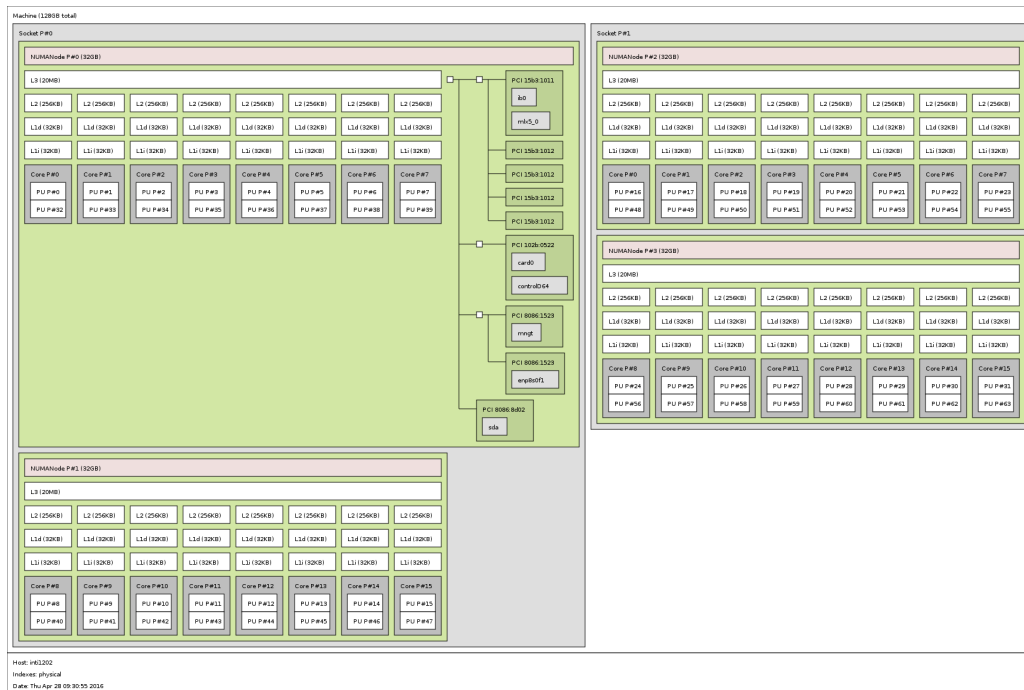 Machine (128GB total)
Socket P#0
NUMANode P#0 (32GB)
L3 (20MB)
L2 (256KB) L2 (256KB) L2 (256KB) L2 (256KB) L2 (256KB) L2 (256KB) L2 (256KB) L2 (256KB)
L1d (32KB) L1d (32KB) L1d (32KB) L1d (32KB) L1d (32KB) L1d (32KB) L1d (32KB) L1d (32KB)
L1i (32KB) L1i (32KB) L1i (32KB) L1i (32KB) L1i (32KB) L1i (32KB) L1i (32KB) L1i (32KB)
Core P#0 Core P#1 Core P#2 Core P#3 Core P#4 Core P#5 Core P#6 Core P#7
PU P#0 PU P#1 PU P#2 PU P#3 PU P#4 PU P#5 PU P#6 PU P#7
PU P#32 PU P#33 PU P#34 PU P#35 PU P#36 PU P#37 PU P#38 PU P#39
PCI 15b3:1011
ib0
mlx5_0
PCI 15b3:1012
PCI 15b3:1012
PCI 15b3:1012
PCI 15b3:1012
PCI 102b:0522
card0
controlD64
PCI 8086:1523
mngt
PCI 8086:1523
enp8s0f1
PCI 8086:8d02
sda
NUMANode P#1 (32GB)
L3 (20MB)
L2 (256KB) L2 (256KB) L2 (256KB) L2 (256KB) L2 (256KB) L2 (256KB) L2 (256KB) L2 (256KB)
L1d (32KB) L1d (32KB) L1d (32KB) L1d (32KB) L1d (32KB) L1d (32KB) L1d (32KB) L1d (32KB)
L1i (32KB) L1i (32KB) L1i (32KB) L1i (32KB) L1i (32KB) L1i (32KB) L1i (32KB) L1i (32KB)
Core P#8 Core P#9 Core P#10 Core P#11 Core P#12 Core P#13 Core P#14 Core P#15
PU P#8 PU P#9 PU P#10 PU P#11 PU P#12 PU P#13 PU P#14 PU P#15
PU P#40 PU P#41 PU P#42 PU P#43 PU P#44 PU P#45 PU P#46 PU P#47
Socket P#1
NUMANode P#2 (32GB)
L3 (20MB)
L2 (256KB) L2 (256KB) L2 (256KB) L2 (256KB) L2 (256KB) L2 (256KB) L2 (256KB) L2 (256KB)
L1d (32KB) L1d (32KB) L1d (32KB) L1d (32KB) L1d (32KB) L1d (32KB) L1d (32KB) L1d (32KB)
L1i (32KB) L1i (32KB) L1i (32KB) L1i (32KB) L1i (32KB) L1i (32KB) L1i (32KB) L1i (32KB)
Core P#0 Core P#1 Core P#2 Core P#3 Core P#4 Core P#5 Core P#6 Core P#7
PU P#16 PU P#17 PU P#18 PU P#19 PU P#20 PU P#21 PU P#22 PU P#23
PU P#48 PU P#49 PU P#50 PU P#51 PU P#52 PU P#53 PU P#54 PU P#55
NUMANode P#3 (32GB)
L3 (20MB)
L2 (256KB) L2 (256KB) L2 (256KB) L2 (256KB) L2 (256KB) L2 (256KB) L2 (256KB) L2 (256KB)
L1d (32KB) L1d (32KB) L1d (32KB) L1d (32KB) L1d (32KB) L1d (32KB) L1d (32KB) L1d (32KB)
L1i (32KB) L1i (32KB) L1i (32KB) L1i (32KB) L1i (32KB) L1i (32KB) L1i (32KB) L1i (32KB)
Core P#8 Core P#9 Core P#10 Core P#11 Core P#12 Core P#13 Core P#14 Core P#15
PU P#24 PU P#25 PU P#26 PU P#27 PU P#28 PU P#29 PU P#30 PU P#31
PU P#56 PU P#57 PU P#58 PU P#59 PU P#60 PU P#61 PU P#62 PU P#63
Host: inti1202
Indexes: physical
Date: Thu Apr 28 09:30:55 2016